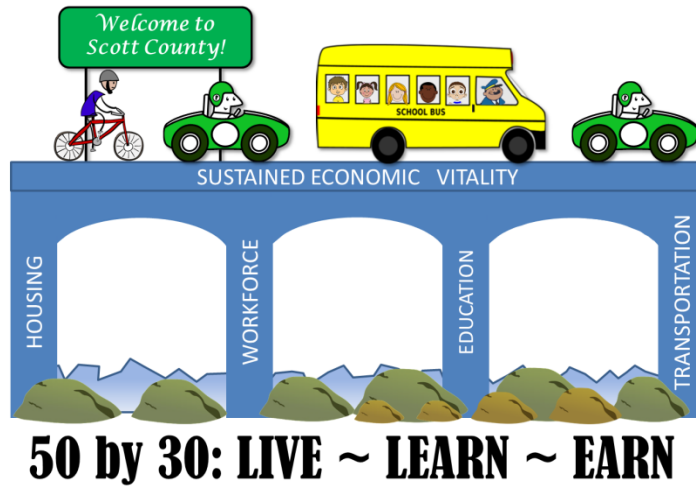 Welcome to
Scott County!
SCHOOL BUS
SUSTAINED ECONOMIC VITALITY
HOUSING
WORKFORCE
EDUCATION
TRANSPORTATION
50 by 30: LIVE ~ LEARN ~ EARN